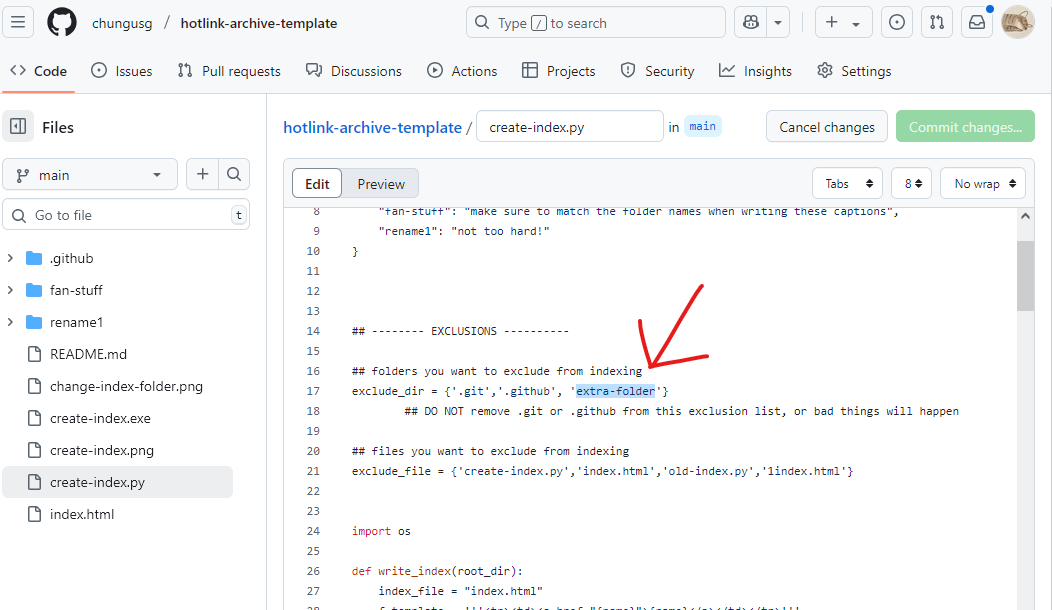 chungusg / hotlink-archive-template
Type / to search
Code
Issues
Pull requests
Discussions
Actions
Projects
Security
Insights
Settings
Files
main
Go to file
t
.github
fan-stuff
rename1
README.md
change-index-folder.png
create-index.exe
create-index.png
create-index.py
index.html
hotlink-archive-template / create-index.py in main
Cancel changes
Commit changes...
Edit
Preview
Tabs
8
No wrap
8 "fan-stuff": "make sure to match the folder names when writing these captions",
9 "rename1": "not too hard!"
10 }
11
12
13
14 ## -------- EXCLUSIONS ----------
15
16 ## folders you want to exclude from indexing
17 exclude_dir = {'.git','.github', 'extra-folder'}
18 ## DO NOT remove .git or .github from this exclusion list, or bad things will happen
19
20 ## files you want to exclude from indexing
21 exclude_file = {'create-index.py','index.html','old-index.py','1index.html'}
22
23
24 import os
25
26 def write_index(root_dir):
27 index_file = "index.html"